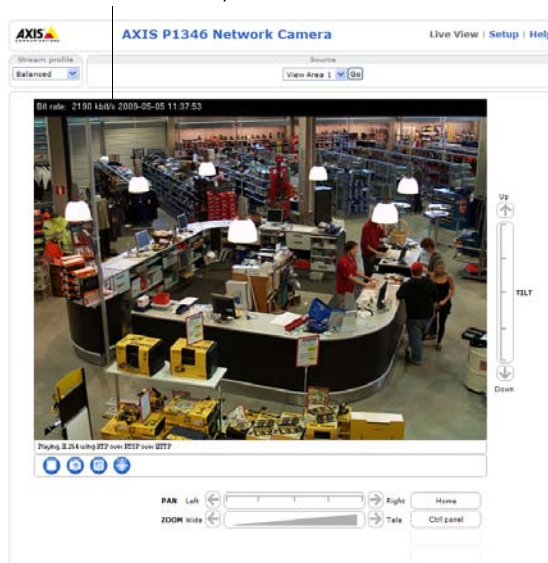 AXIS
COMMUNICATIONS
AXIS P1346 Network Camera
Live View | Setup | Help
Stream profile
Balanced
Source
View Area 1
Go
Bit rate: 2190 kbit/s 2009-05-05 11:37:53
Up
TILT
Down
Playing, H.264 using RTP over RTSP over HTTP
PAN Left
Right
Home
ZOOM Wide
Tele
Ctrl panel